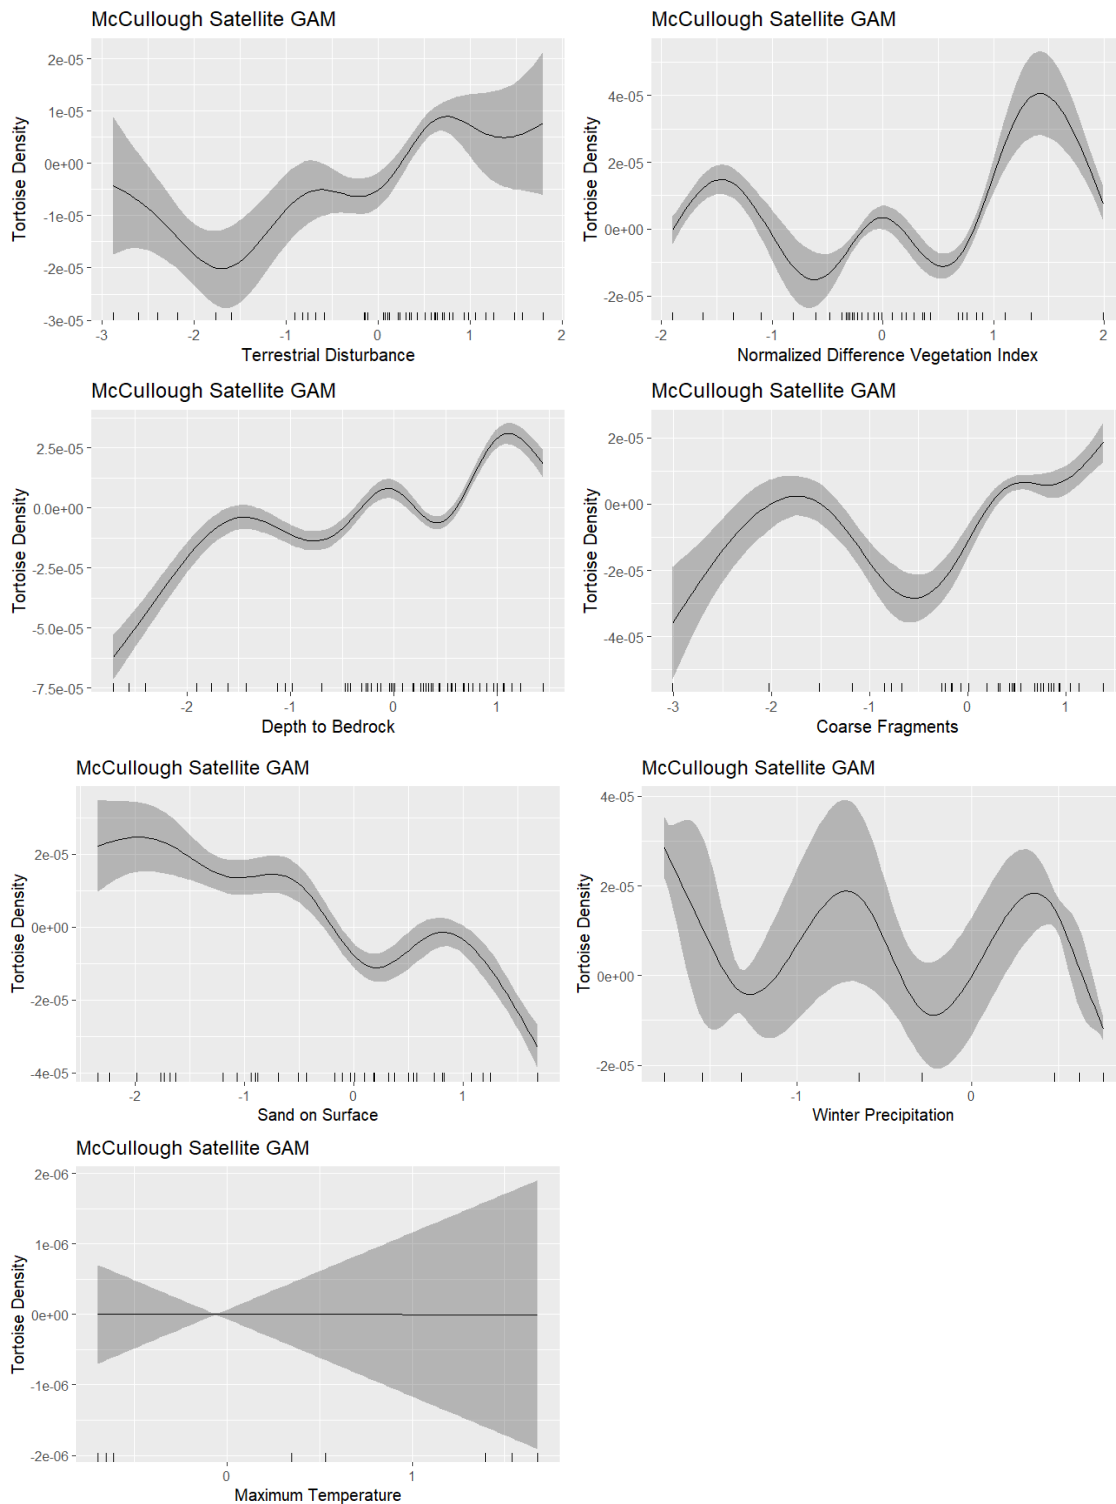 McCullough Satellite GAM
Tortoise Density
2e-05
1e-05
0e+00
-1e-05
-2e-05
-3e-05
-3 -2 -1 0 1 2
Terrestrial Disturbance
McCullough Satellite GAM
Tortoise Density
4e-05
2e-05
0e+00
-2e-05
-2 -1 0 1 2
Normalized Difference Vegetation Index
McCullough Satellite GAM
Tortoise Density
2.5e-05
0.0e+00
-2.5e-05
-5.0e-05
-7.5e-05
-2 -1 0 1
Depth to Bedrock
McCullough Satellite GAM
Tortoise Density
2e-05
0e+00
-2e-05
-4e-05
-3 -2 -1 0 1
Coarse Fragments
McCullough Satellite GAM
Tortoise Density
2e-05
0e+00
-2e-05
-4e-05
-2 -1 0 1
Sand on Surface
McCullough Satellite GAM
Tortoise Density
4e-05
2e-05
0e+00
-2e-05
-1 0
Winter Precipitation
McCullough Satellite GAM
Tortoise Density
2e-06
1e-06
0e+00
-1e-06
-2e-06
0 1
Maximum Temperature